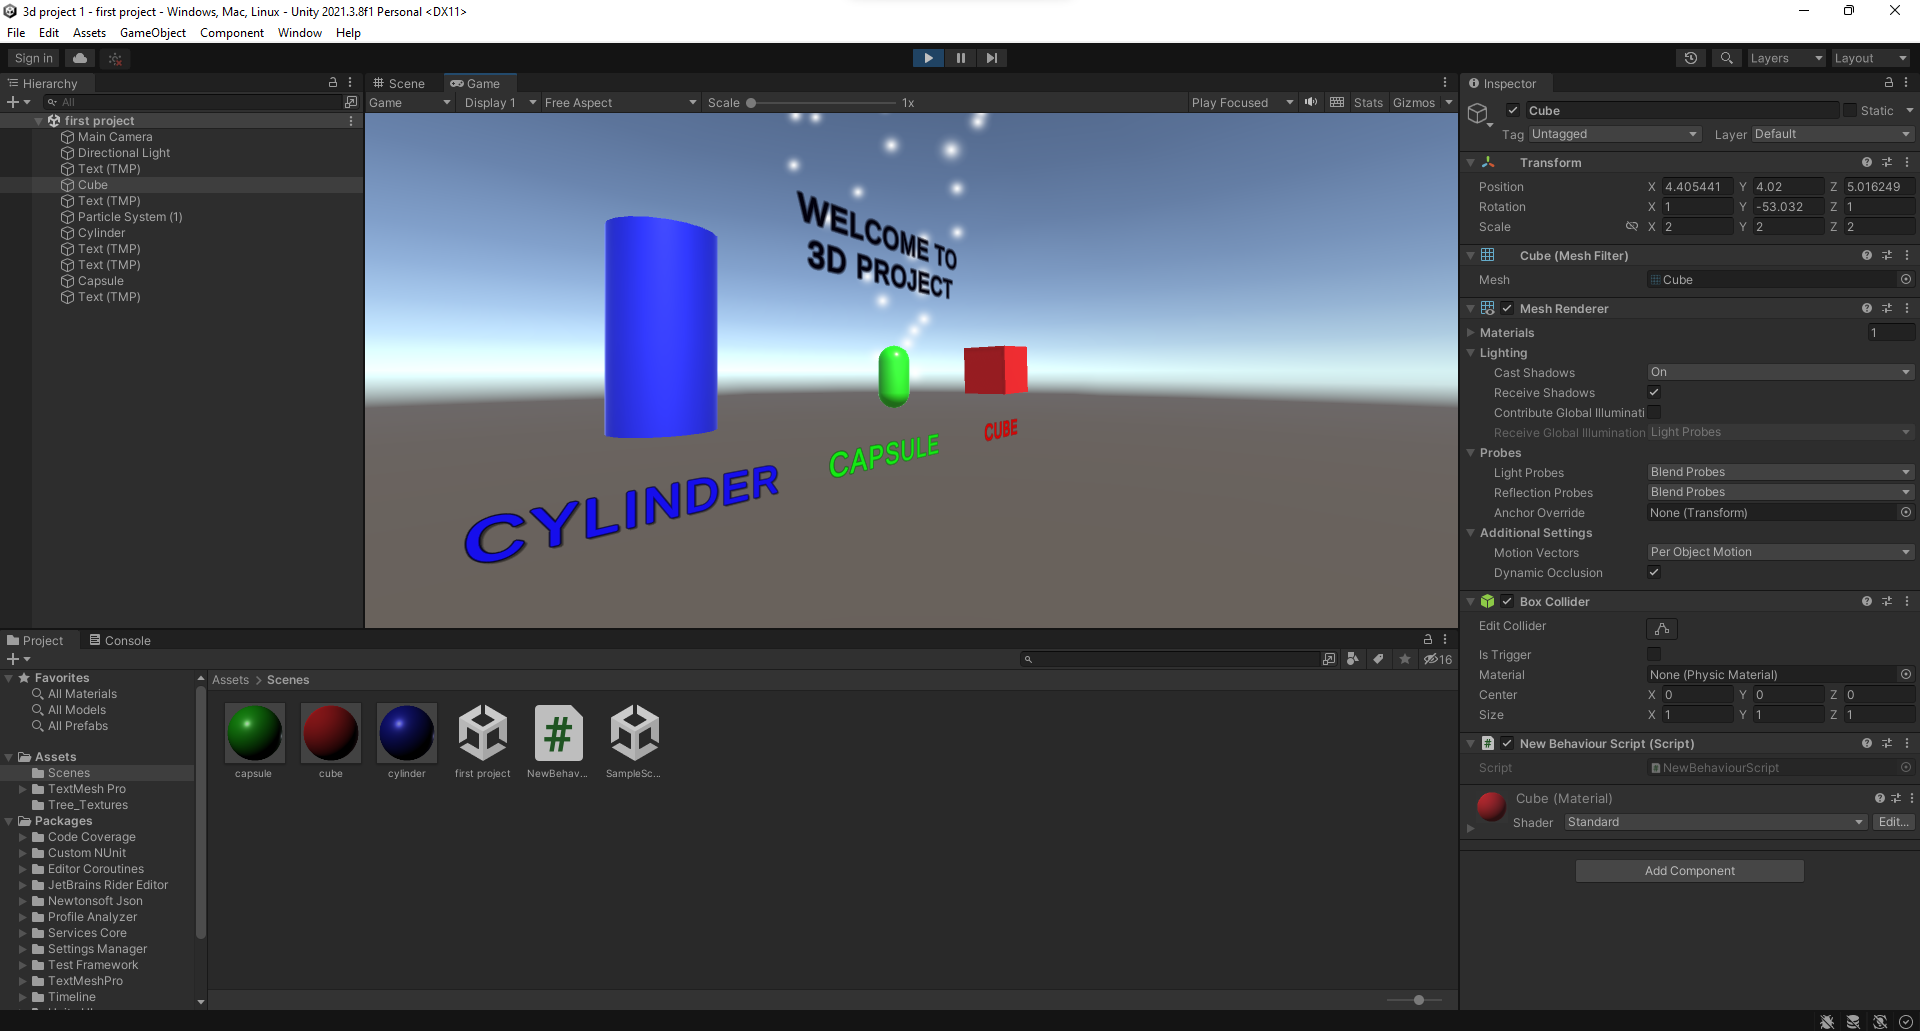 3d project 1 - first project - Windows, Mac, Linux - Unity 2021.3.8f1 Personal <DX11>
File Edit Assets GameObject Component Window Help
Sign in
Layers
Layout
Hierarchy
All
first project
Main Camera
Directional Light
Text (TMP)
Cube
Text (TMP)
Particle System (1)
Cylinder
Text (TMP)
Text (TMP)
Capsule
Text (TMP)
Scene
Game
Game
Display 1
Free Aspect
Scale
1x
Play Focused
Stats
Gizmos
WELCOME TO
3D PROJECT
CYLINDER
CAPSULE
CUBE
Inspector
Cube
Static
Tag
Untagged
Layer
Default
Transform
Position X 4.405441 Y 4.02 Z 5.016249
Rotation X 1 Y -53.032 Z 1
Scale X 2 Y 2 Z 2
Cube (Mesh Filter)
Mesh
Cube
Mesh Renderer
Materials
1
Lighting
Cast Shadows
On
Receive Shadows
Contribute Global Illuminati
Receive Global Illumination
Light Probes
Probes
Light Probes
Blend Probes
Reflection Probes
Blend Probes
Anchor Override
None (Transform)
Additional Settings
Motion Vectors
Per Object Motion
Dynamic Occlusion
Box Collider
Edit Collider
Is Trigger
Material
None (Physic Material)
Center X 0 Y 0 Z 0
Size X 1 Y 1 Z 1
New Behaviour Script (Script)
Script
NewBehaviourScript
Cube (Material)
Shader
Standard
Edit...
Add Component
Project
Console
16
Favorites
All Materials
All Models
All Prefabs
Assets
Scenes
TextMesh Pro
Tree_Textures
Packages
Code Coverage
Custom NUnit
Editor Coroutines
JetBrains Rider Editor
Newtonsoft Json
Profile Analyzer
Services Core
Settings Manager
Test Framework
TextMeshPro
Timeline
Assets > Scenes
capsule
cube
cylinder
first project
NewBehav...
SampleSc...